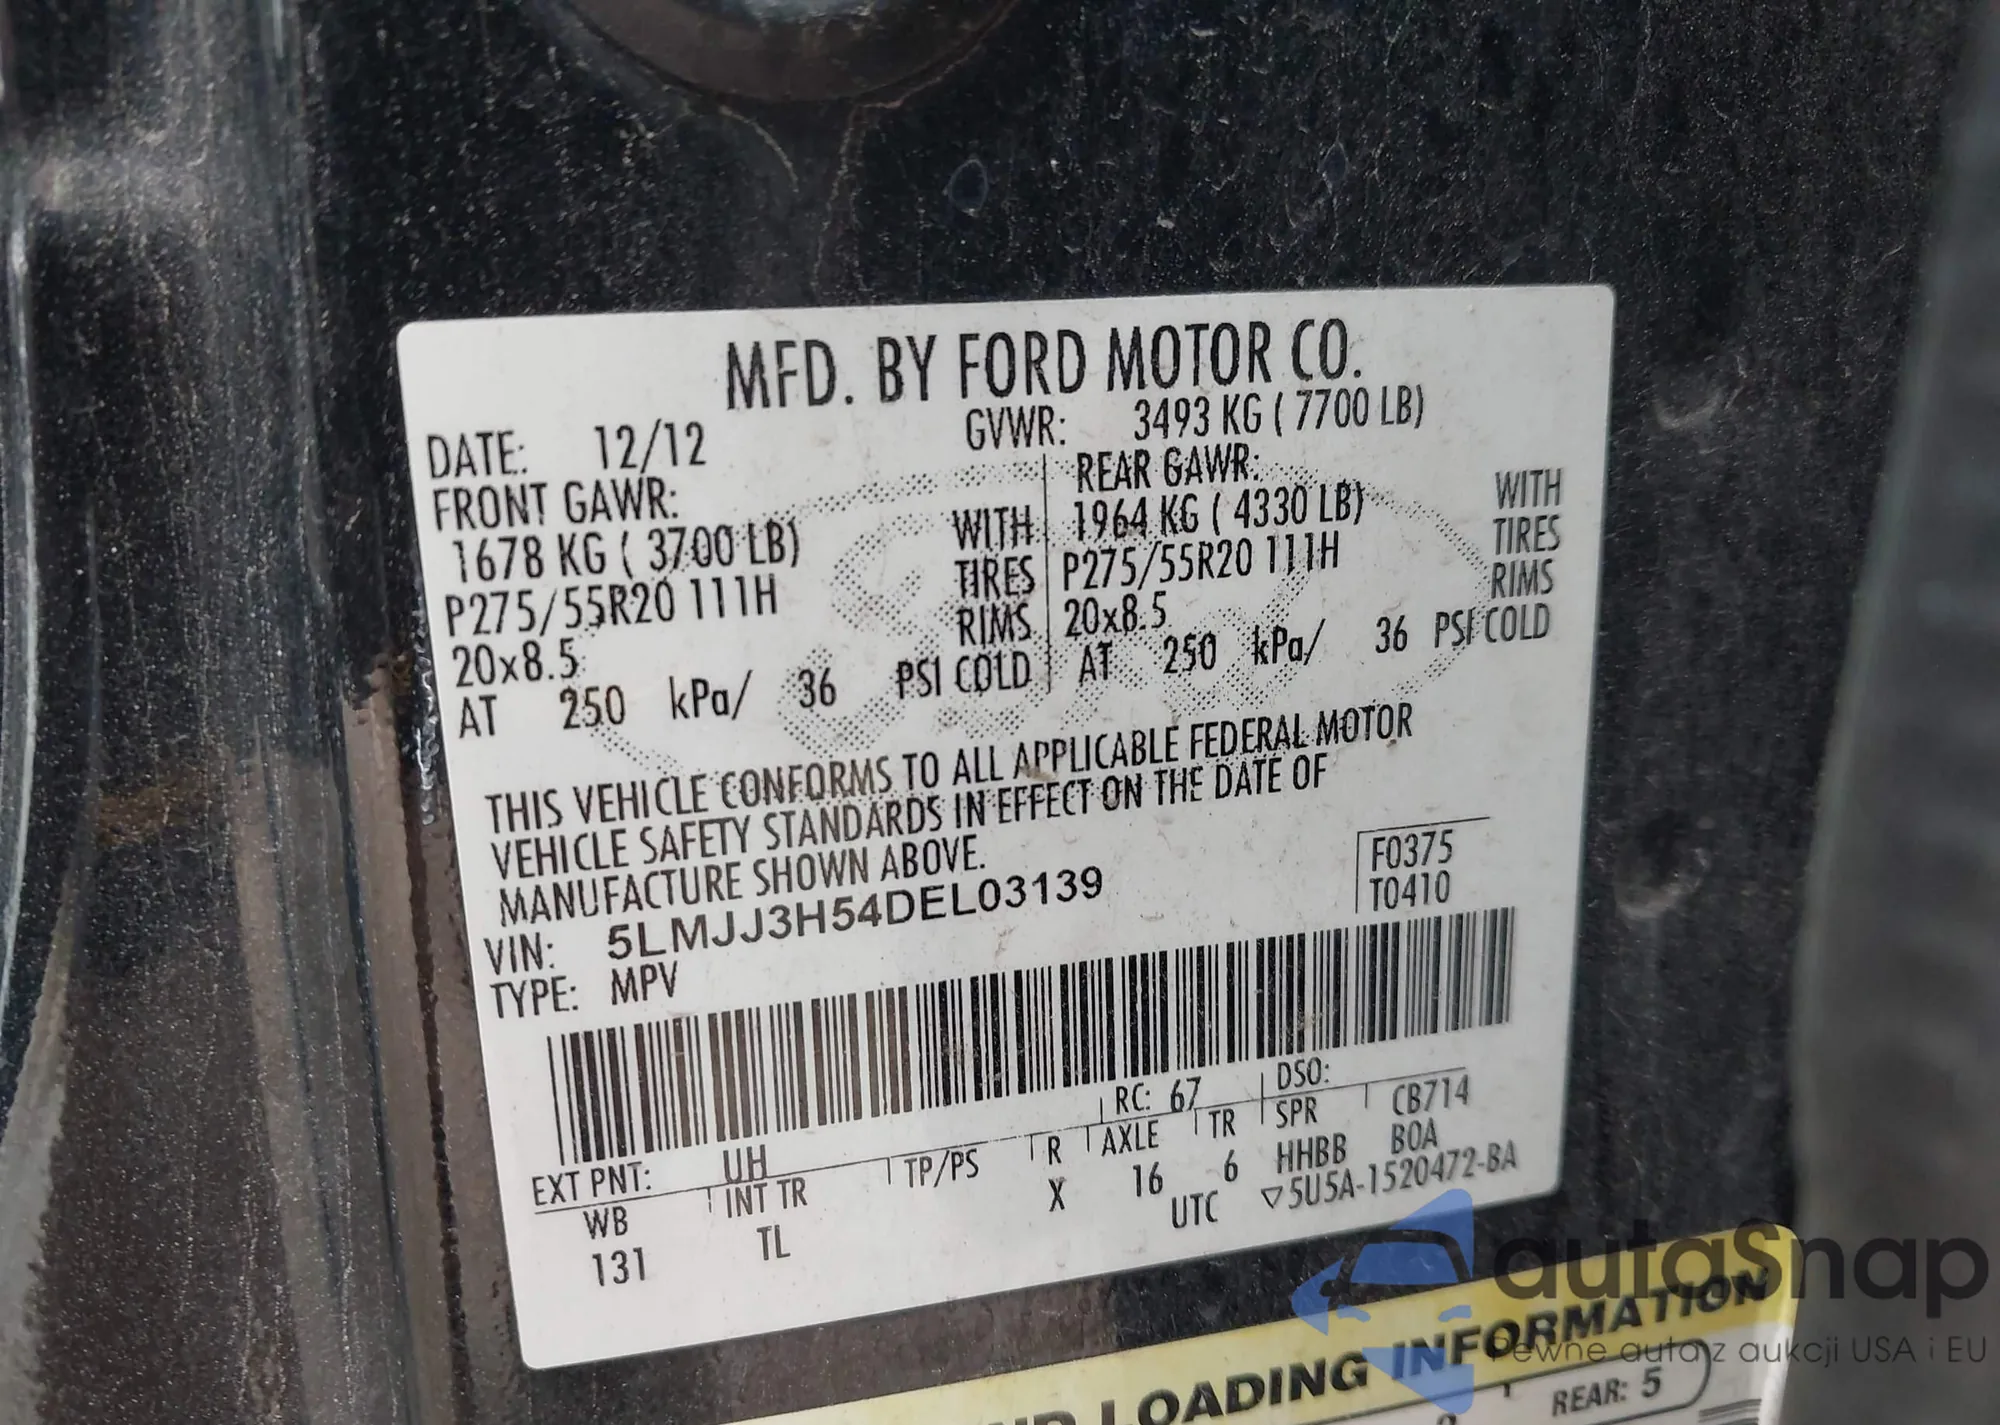 MFD. BY FORD MOTOR CO.
DATE: 12/12 GVWR: 3493 KG ( 7700 LB)
FRONT GAWR: REAR GAWR:
1678 KG ( 3700 LB) WITH 1964 KG ( 4330 LB) WITH
P275/55R20 111H TIRES P275/55R20 111H TIRES
20x8.5 RIMS 20x8.5 RIMS
AT 250 kPa/ 36 PSI COLD AT 250 kPa/ 36 PSI COLD
THIS VEHICLE CONFORMS TO ALL APPLICABLE FEDERAL MOTOR
VEHICLE SAFETY STANDARDS IN EFFECT ON THE DATE OF
MANUFACTURE SHOWN ABOVE.
F0375
VIN: 5LMJJ3H54DEL03139 T0410
TYPE: MPV
EXT PNT: UH RC: 67 DSO:
WB INT TR TP/PS R AXLE TR SPR CB714
131 TL X 16 6 HHBB BOA
UTC ▽5U5A-1520472-BA
LOADING INFORMATION
REAR: 5
autoSnap
Pewne auta z aukcji USA i EU